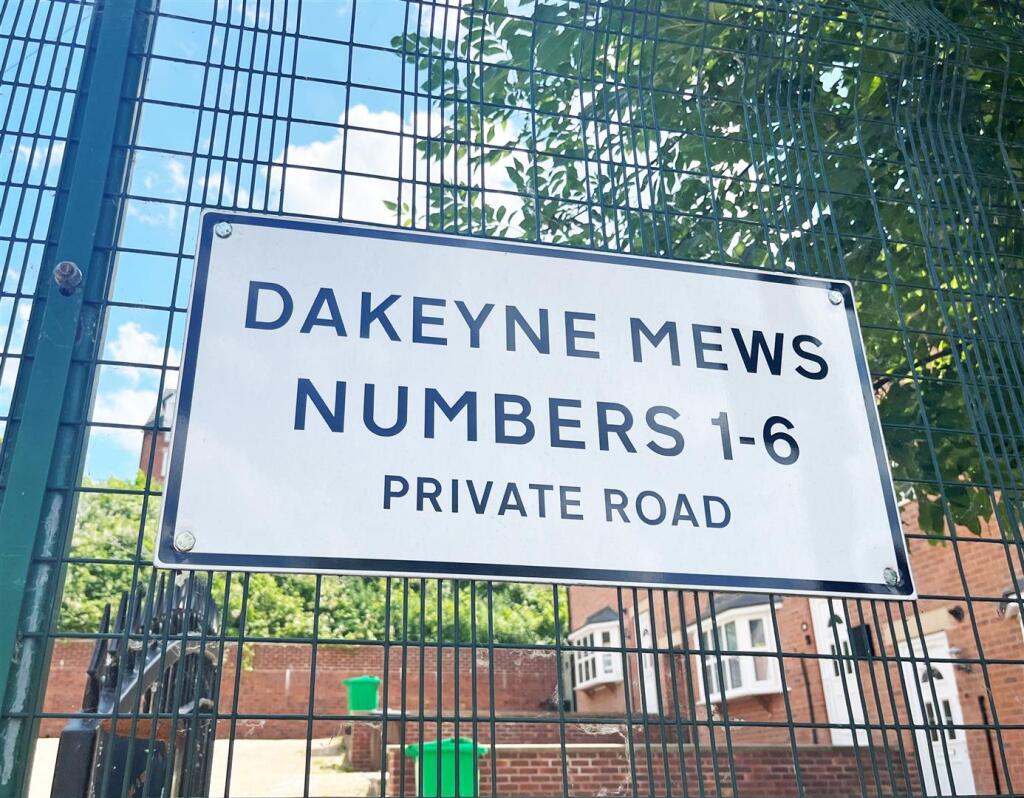 DAKEYNE MEWS
NUMBERS 1-6
PRIVATE ROAD